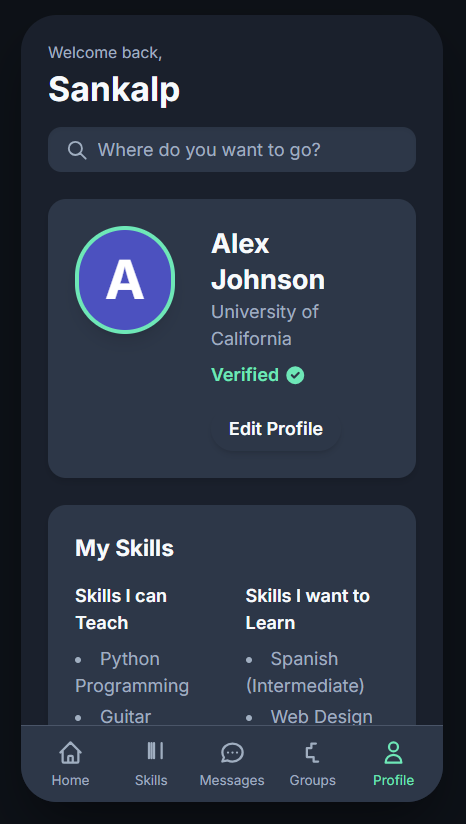 Welcome back,
Sankalp
Where do you want to go?
A
Alex
Johnson
University of
California
Verified
Edit Profile
My Skills
Skills I can
Teach
• Python
Programming
• Guitar
Skills I want to
Learn
• Spanish
(Intermediate)
• Web Design
Home
Skills
Messages
Groups
Profile